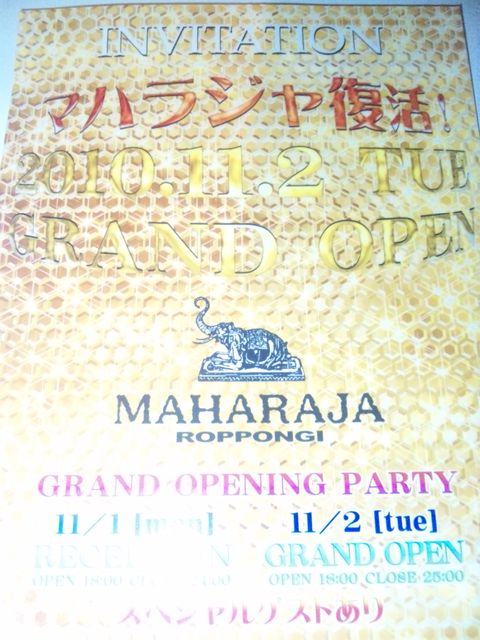 INVITATION
マハラジャ復活!
2010.11.2 TUE
GRAND OPEN
MAHARAJA
ROPPONGI
GRAND OPENING PARTY
11/1 [mon] 11/2 [tue]
RECEPTION GRAND OPEN
OPEN 18:00 OPEN 18:00 CLOSE 25:00
スペシャルゲストあり